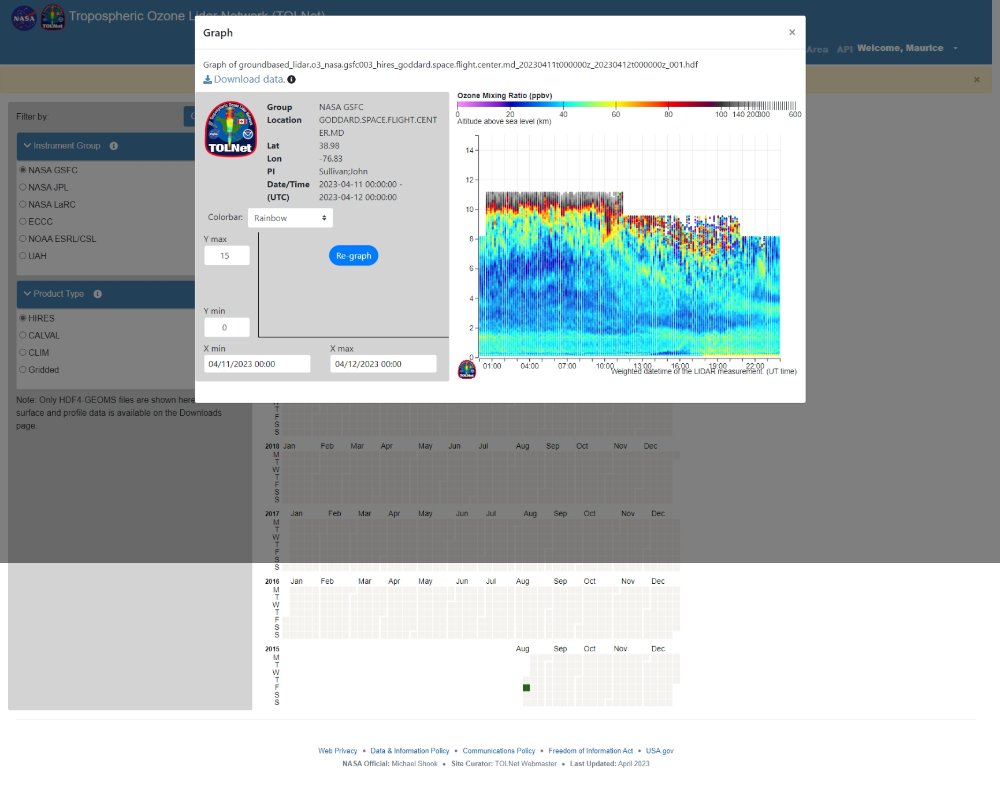 NASA TOLNet Tropospheric Ozone Lidar Network (TOLNet)
Area API Welcome, Maurice
×
Graph
×
Graph of groundbased_lidar.o3_nasa.gsfc003_hires_goddard.space.flight.center.md_20230411t000000z_20230412t000000z_001.hdf
Download data.
Tropospheric Ozone Lidar Network
NASA
TOLNet
Group NASA GSFC
Location GODDARD.SPACE.FLIGHT.CENT
ER.MD
Lat 38.98
Lon -76.83
PI Sullivan;John
Date/Time 2023-04-11 00:00:00 -
(UTC) 2023-04-12 00:00:00
Colorbar: Rainbow
Y max
15
Re-graph
Y min
0
X min X max
04/11/2023 00:00 04/12/2023 00:00
Ozone Mixing Ratio (ppbv)
0 20 40 60 80 100 140 200 300 600
Altitude above sea level (km)
14
12
10
8
6
4
2
0
01:00 04:00 07:00 10:00 13:00 16:00 19:00 22:00
Weighted datetime of the LIDAR measurement. (UT time)
TOLNet
Filter by:
Instrument Group
NASA GSFC
NASA JPL
NASA LaRC
ECCC
NOAA ESRL/CSL
UAH
Product Type
HIRES
CALVAL
CLIM
Gridded
Note: Only HDF4-GEOMS files are shown here
surface and profile data is available on the Downloads
page.
T
F
S
S
2018 Jan Feb Mar Apr May Jun Jul Aug Sep Oct Nov Dec
M
T
W
T
F
S
S
2017 Jan Feb Mar Apr May Jun Jul Aug Sep Oct Nov Dec
M
T
W
T
F
S
S
2016 Jan Feb Mar Apr May Jun Jul Aug Sep Oct Nov Dec
M
T
W
T
F
S
S
2015 Aug Sep Oct Nov Dec
M
T
W
T
F
S
S
Web Privacy • Data & Information Policy • Communications Policy • Freedom of Information Act • USA.gov
NASA Official: Michael Shook • Site Curator: TOLNet Webmaster • Last Updated: April 2023